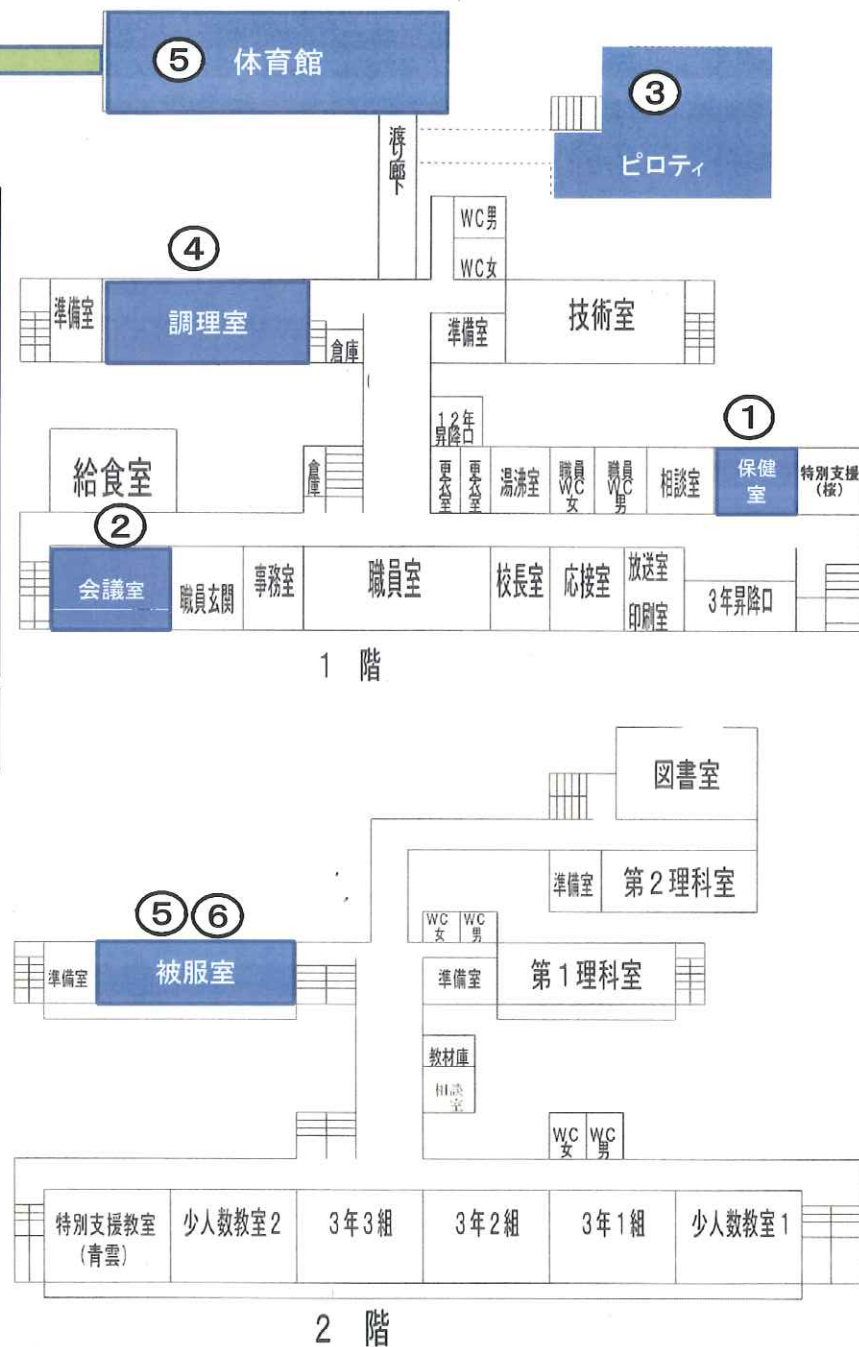 ⑤ 体育館
③
ピロティ
渡り廊下
WC男
WC女
④
準備室
調理室
倉庫
準備室
技術室
1 2年
昇降口
①
給食室
倉庫
更衣室
更衣室
湯沸室
職員WC女
職員WC男
相談室
保健室
特別支援
(桜)
②
会議室
職員玄関
事務室
職員室
校長室
応接室
放送室
印刷室
3年昇降口
1 階
図書室
準備室
第2理科室
⑤⑥
WC女
WC男
準備室
被服室
準備室
第1理科室
教材庫
相談室
WC女
WC男
特別支援教室
(青雲)
少人数教室2
3年3組
3年2組
3年1組
少人数教室1
2 階